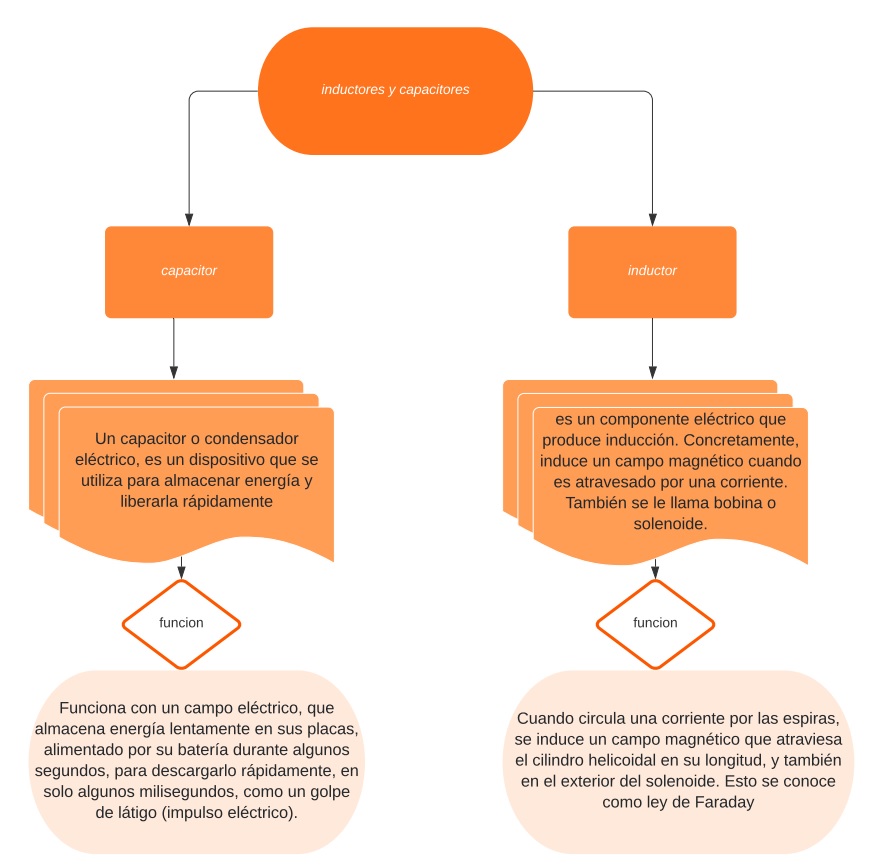 inductores y capacitores
capacitor
inductor
Un capacitor o condensador
eléctrico, es un dispositivo que se
utiliza para almacenar energía y
liberarla rápidamente
es un componente eléctrico que
produce inducción. Concretamente,
induce un campo magnético cuando
es atravesado por una corriente.
También se le llama bobina o
solenoide.
funcion
funcion
Funciona con un campo eléctrico, que
almacena energía lentamente en sus placas,
alimentado por su batería durante algunos
segundos, para descargarlo rápidamente, en
solo algunos milisegundos, como un golpe
de látigo (impulso eléctrico).
Cuando circula una corriente por las espiras,
se induce un campo magnético que atraviesa
el cilindro helicoidal en su longitud, y también
en el exterior del solenoide. Esto se conoce
como ley de Faraday